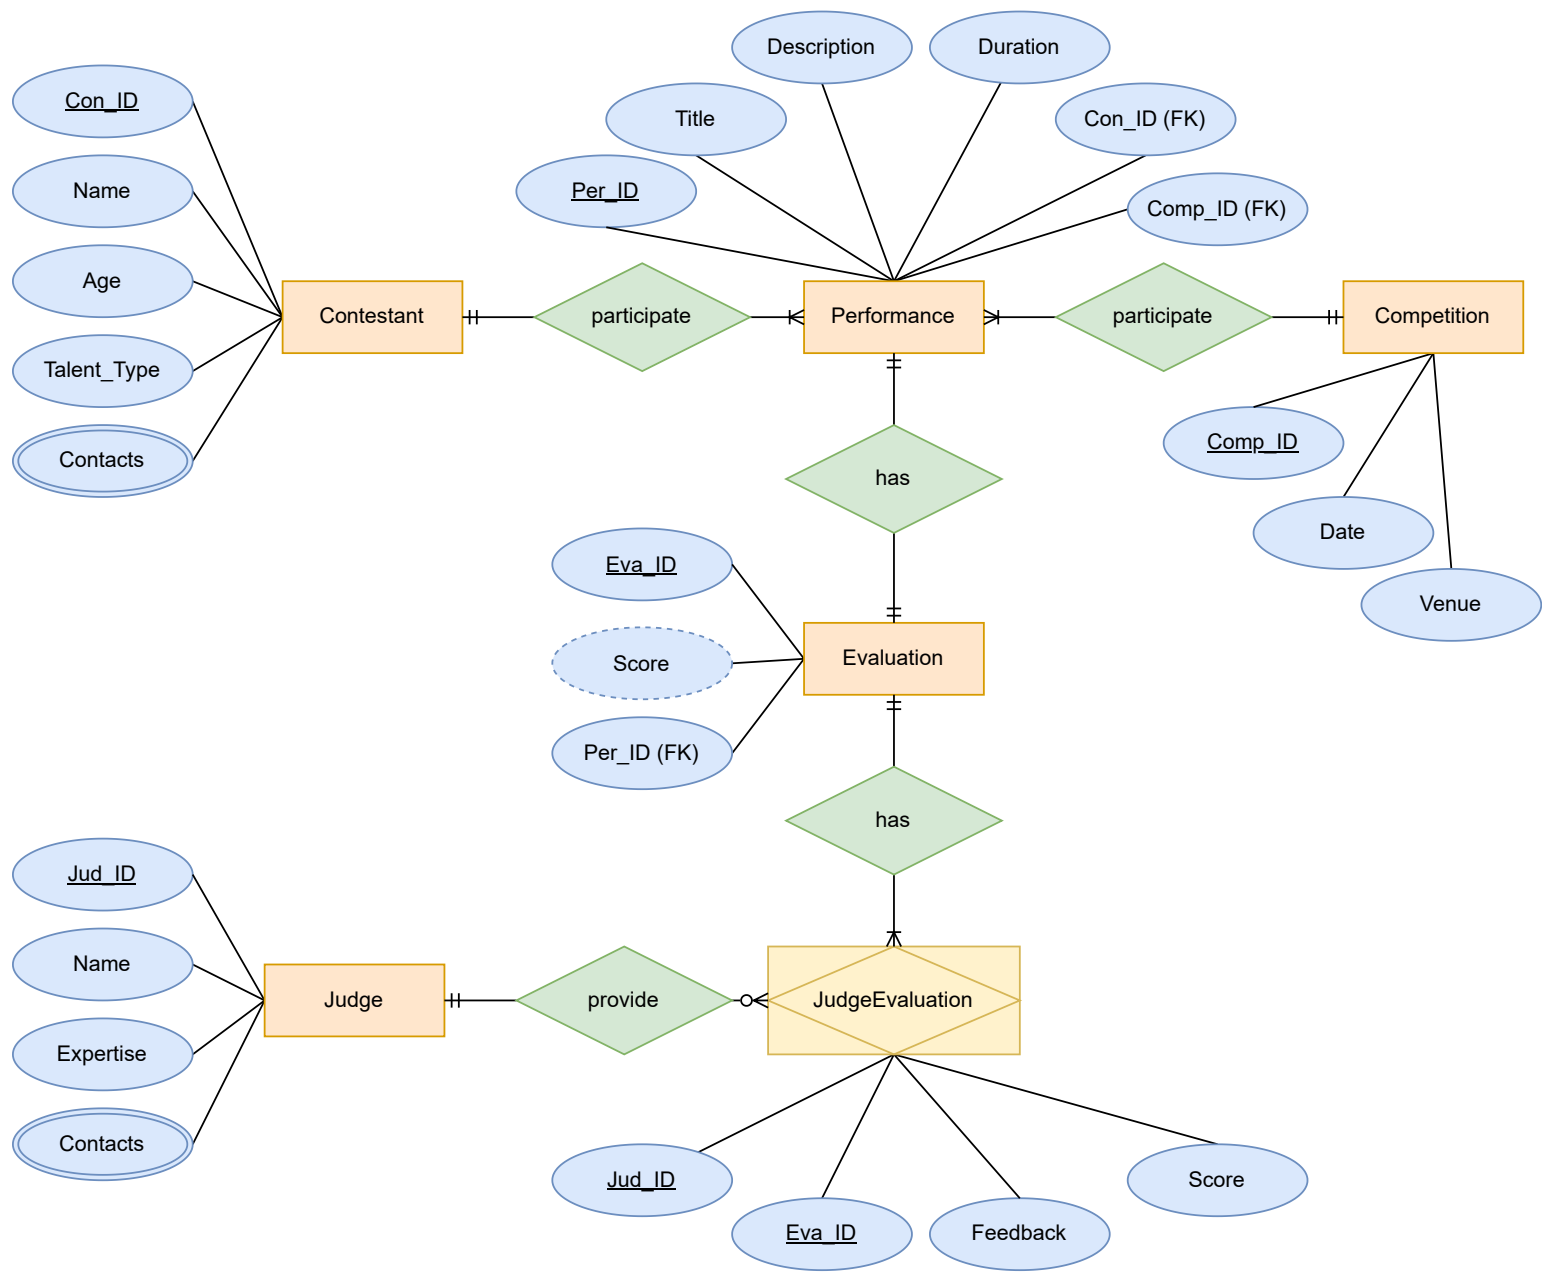 Description
Duration
Con_ID
Title
Con_ID (FK)
Name
Per_ID
Comp_ID (FK)
Age
Contestant
participate
Performance
participate
Competition
Talent_Type
Contacts
Comp_ID
has
Date
Eva_ID
Venue
Score
Evaluation
Per_ID (FK)
has
Jud_ID
Name
Judge
provide
JudgeEvaluation
Expertise
Contacts
Jud_ID
Score
Eva_ID
Feedback